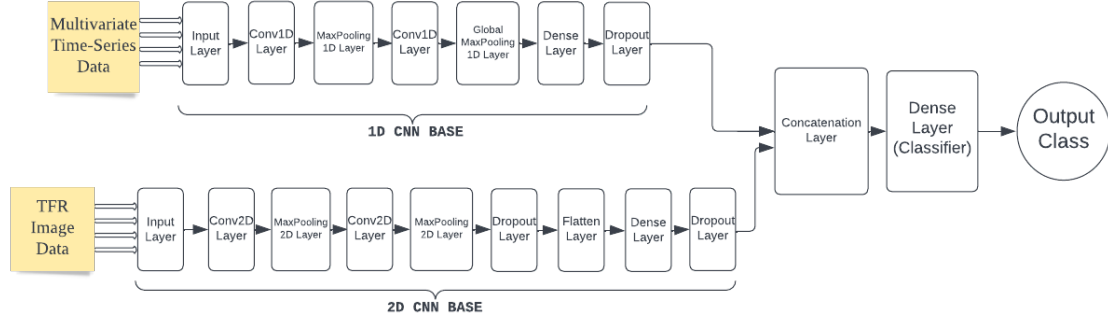 Multivariate
Time-Series
Data
Input
Layer
Conv1D
Layer
MaxPooling
1D Layer
Conv1D
Layer
Global
MaxPooling
1D Layer
Dense
Layer
Dropout
Layer
1D CNN BASE
TFR
Image
Data
Input
Layer
Conv2D
Layer
MaxPooling
2D Layer
Conv2D
Layer
MaxPooling
2D Layer
Dropout
Layer
Flatten
Layer
Dense
Layer
Dropout
Layer
2D CNN BASE
Concatenation
Layer
Dense
Layer
(Classifier)
Output
Class